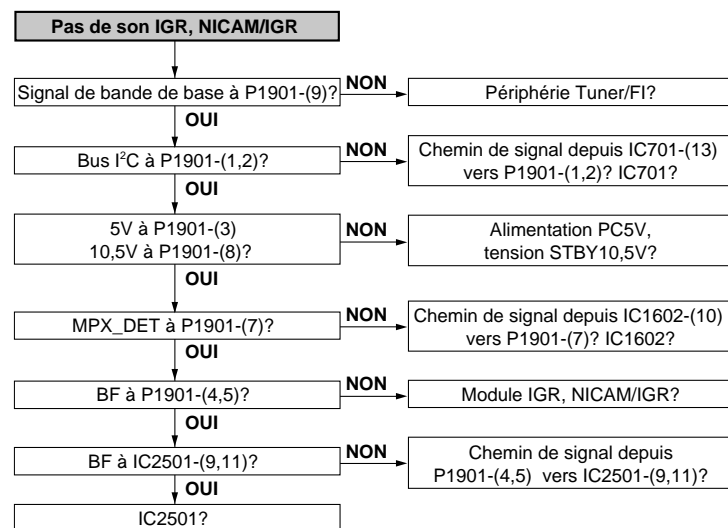 Pas de son IGR, NICAM/IGR
Signal de bande de base à P1901-(9)?
NON
Périphérie Tuner/FI?
OUI
Bus I²C à P1901-(1,2)?
NON
Chemin de signal depuis IC701-(13)
vers P1901-(1,2)? IC701?
OUI
5V à P1901-(3)
10,5V à P1901-(8)?
NON
Alimentation PC5V,
tension STBY10,5V?
OUI
MPX_DET à P1901-(7)?
NON
Chemin de signal depuis IC1602-(10)
vers P1901-(7)? IC1602?
OUI
BF à P1901-(4,5)?
NON
Module IGR, NICAM/IGR?
OUI
BF à IC2501-(9,11)?
NON
Chemin de signal depuis
P1901-(4,5) vers IC2501-(9,11)?
OUI
IC2501?